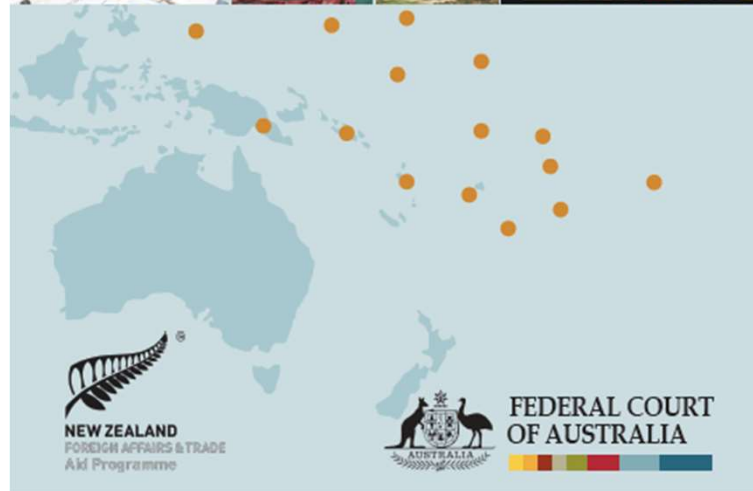 NEW ZEALAND
FOREIGN AFFAIRS & TRADE
Aid Programme
AUSTRALIA
FEDERAL COURT
OF AUSTRALIA